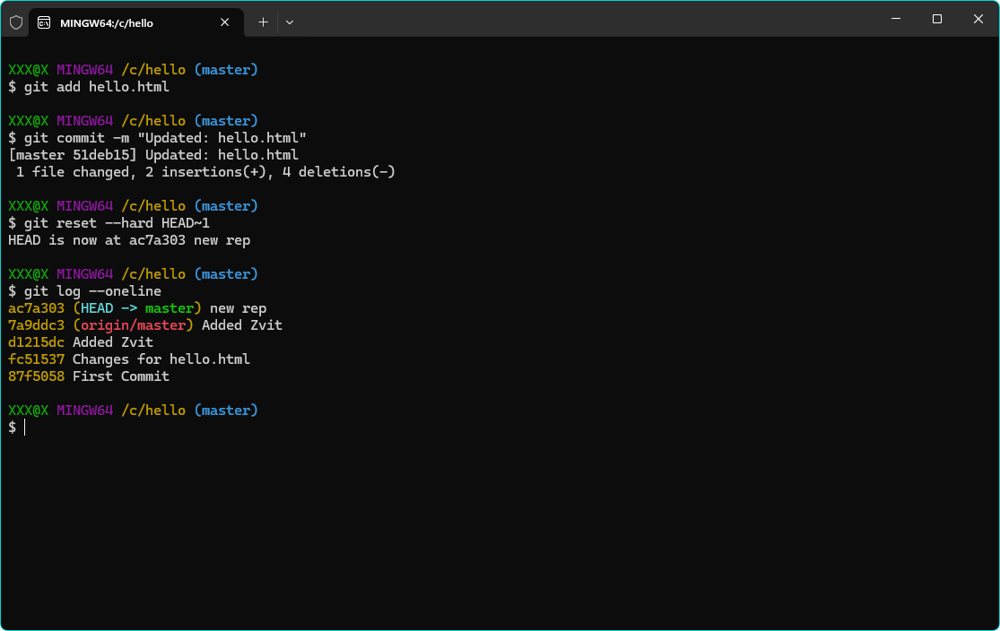 MINGW64:/c/hello
XXX@X MINGW64 /c/hello (master)
$ git add hello.html
XXX@X MINGW64 /c/hello (master)
$ git commit -m "Updated: hello.html"
[master 51deb15] Updated: hello.html
 1 file changed, 2 insertions(+), 4 deletions(-)
XXX@X MINGW64 /c/hello (master)
$ git reset --hard HEAD~1
HEAD is now at ac7a303 new rep
XXX@X MINGW64 /c/hello (master)
$ git log --oneline
ac7a303 (HEAD -> master) new rep
7a9ddc3 (origin/master) Added Zvit
d1215dc Added Zvit
fc51537 Changes for hello.html
87f5058 First Commit
XXX@X MINGW64 /c/hello (master)
$